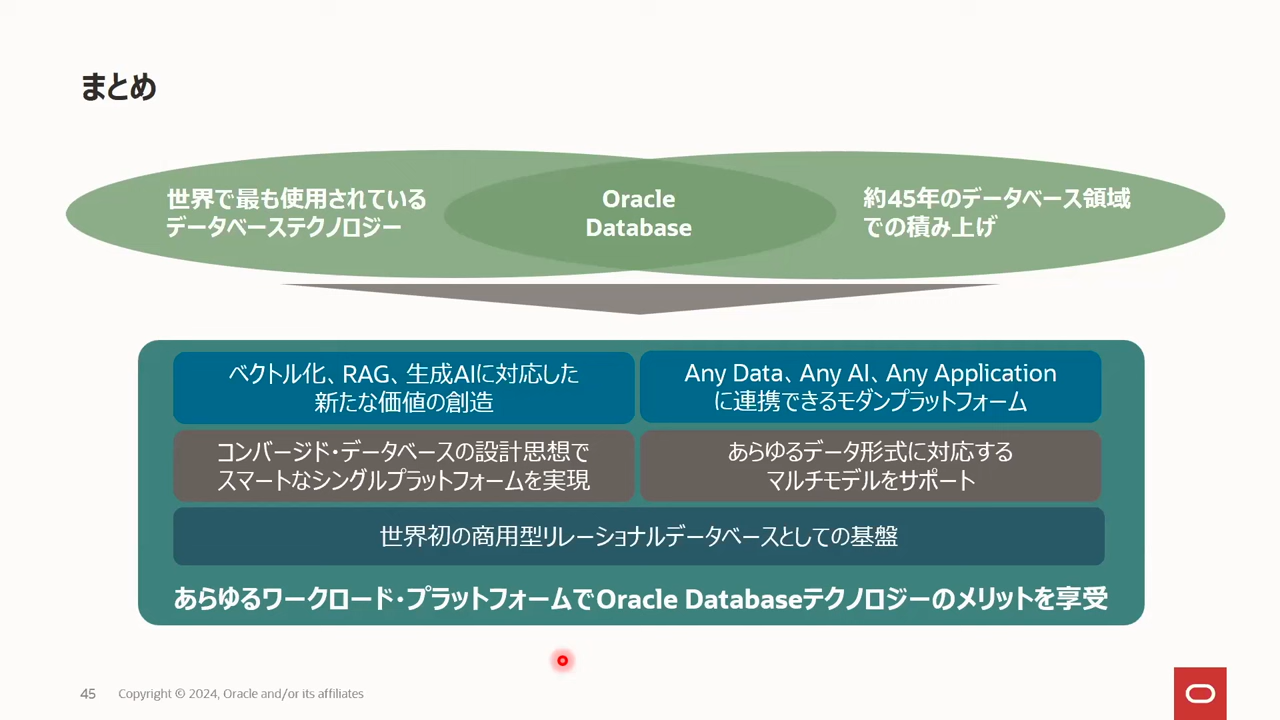 まとめ
世界で最も使用されている
データベーステクノロジー
Oracle
Database
約45年のデータベース領域
での積み上げ
ベクトル化、RAG、生成AIに対応した
新たな価値の創造
Any Data、Any AI、Any Application
に連携できるモダンプラットフォーム
コンバージド・データベースの設計思想で
スマートなシングルプラットフォームを実現
あらゆるデータ形式に対応する
マルチモデルをサポート
世界初の商用型リレーショナルデータベースとしての基盤
あらゆるワークロード・プラットフォームでOracle Databaseテクノロジーのメリットを享受
45
Copyright © 2024, Oracle and/or its affiliates